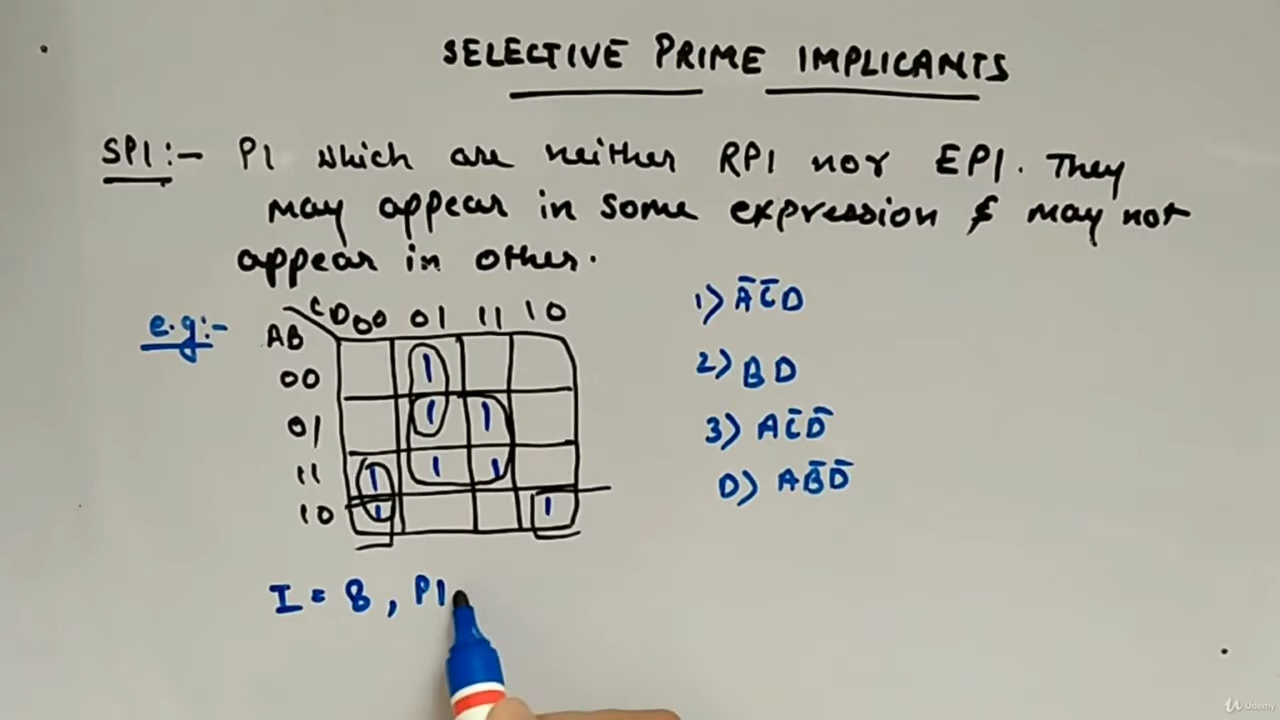 SELECTIVE PRIME IMPLICANTS
SPI:- PI which are neither RPI nor EPI. They
may appear in some expression & may not
appear in other.
e.g:-
CD 00 01 11 10
AB
00 1
01 1 1
11 1 1 1
10 1 1
1) A̅C̅D
2) BD
3) AC̅D̅
D) AB̅D̅
I = 8, PI
Udemy